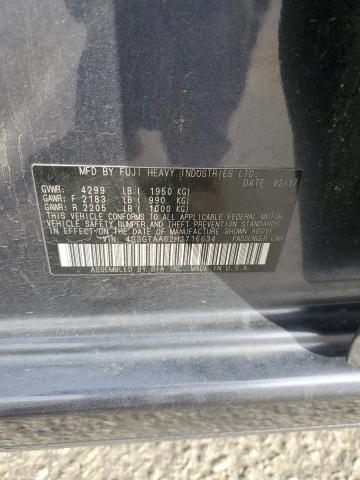 MFD BY FUJI HEAVY INDUSTRIES LTD.
DATE: 02/17
GVWR: 4299 LB ( 1950 KG)
GAWR: F 2183 LB ( 990 KG)
GAWR: R 2205 LB ( 1000 KG)
THIS VEHICLE CONFORMS TO ALL APPLICABLE FEDERAL MOTOR
VEHICLE SAFETY, BUMPER, AND THEFT PREVENTION STANDARDS
IN EFFECT ON THE DATE OF MANUFACTURE SHOWN ABOVE.
VIN: 4S3GTAA62H3716634 PASSENGER CAR
ASSEMBLED BY SIA, INC. MADE IN U.S.A.